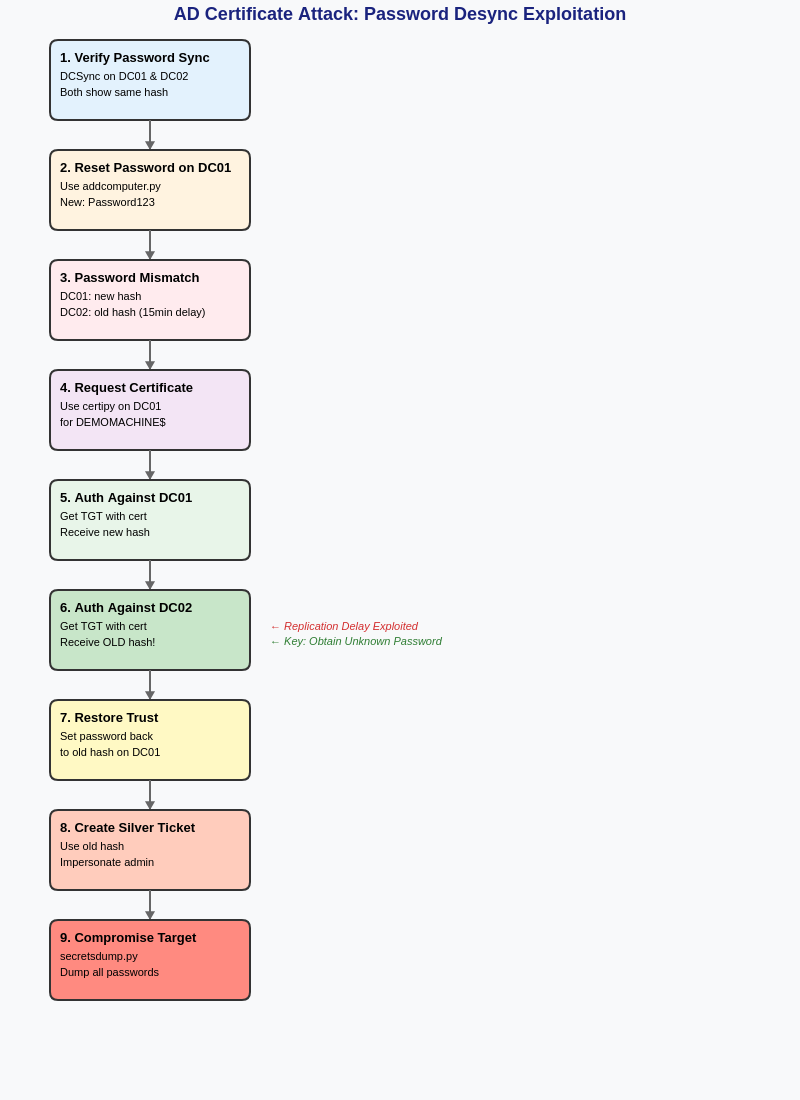 AD Certificate Attack: Password Desync Exploitation
1. Verify Password Sync
DCSync on DC01 & DC02
Both show same hash
2. Reset Password on DC01
Use addcomputer.py
New: Password123
3. Password Mismatch
DC01: new hash
DC02: old hash (15min delay)
4. Request Certificate
Use certipy on DC01
for DEMOMACHINE$
5. Auth Against DC01
Get TGT with cert
Receive new hash
6. Auth Against DC02
Get TGT with cert
Receive OLD hash!
← Replication Delay Exploited
← Key: Obtain Unknown Password
7. Restore Trust
Set password back
to old hash on DC01
8. Create Silver Ticket
Use old hash
Impersonate admin
9. Compromise Target
secretsdump.py
Dump all passwords